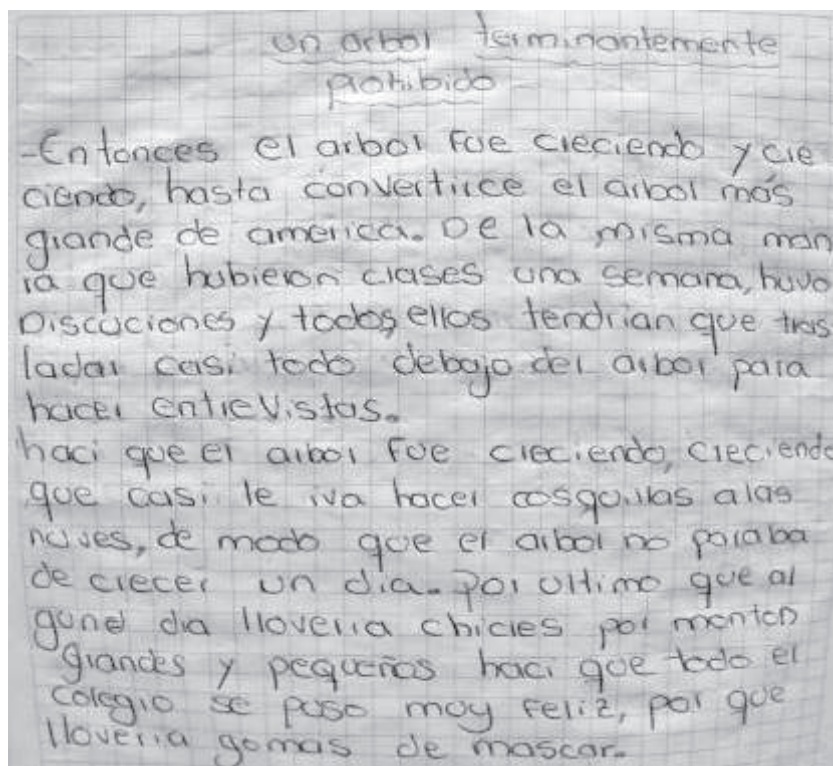 un arbol terminantemente
prohibido
-Entonces el arbol fue creciendo y cre
ciendo, hasta convertirce el arbol más
grande de américa. De la misma man
ra que hubieron clases una semana, huvo
Discuciones y todos ellos tendrian que tras
ladar casi todo debajo del arbol para
hacer entrevistas.
haci que el arbol fue creciendo, creciendo
que casi le iva hacer cosquillas alas
nuves, de modo que el arbol no paraba
de crecer un dia. Por ultimo que al
gund dia lloveria chicles por monton
grandes y pequeños haci que todo el
colegio se puso muy feliz, por que
lloveria gomas de mascar.